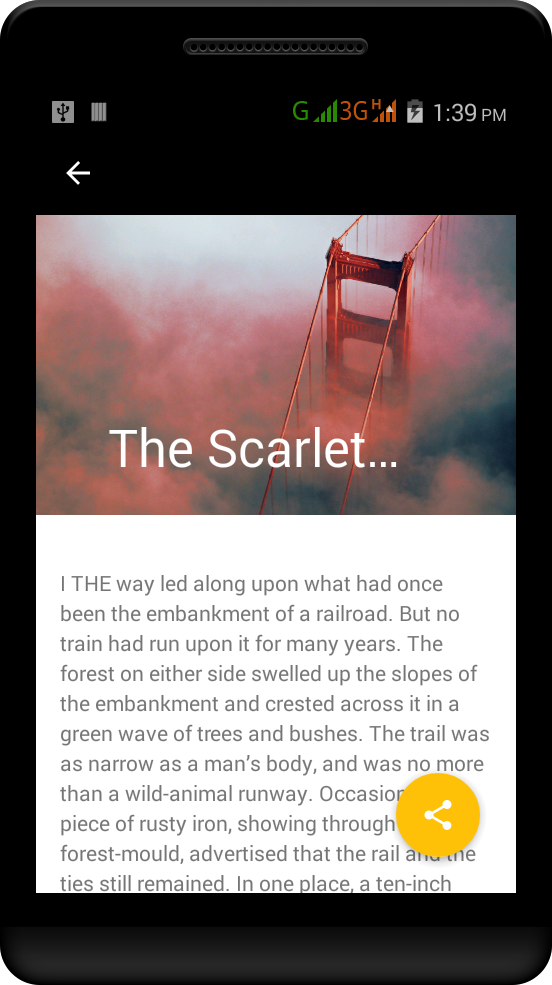 G 3G H 1:39 PM
The Scarlet...
I THE way led along upon what had once
been the embankment of a railroad. But no
train had run upon it for many years. The
forest on either side swelled up the slopes of
the embankment and crested across it in a
green wave of trees and bushes. The trail was
as narrow as a man’s body, and was no more
than a wild-animal runway.
piece of rusty iron, showing through
forest-mould, advertised that the rail and the
ties still remained. In one place, a ten-inch